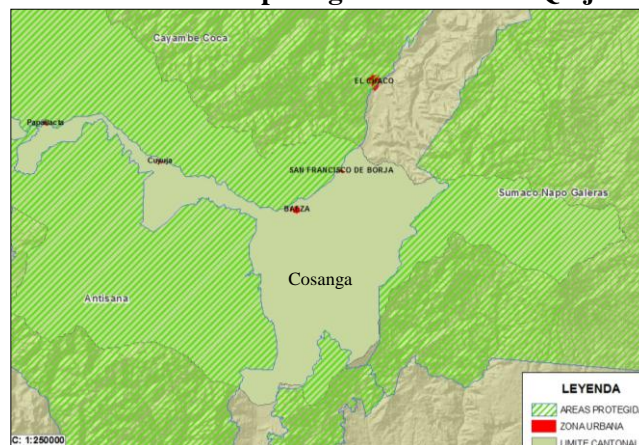 Cayambe Coca
EL CHACO
Papallacta
Cuyuja
SAN FRANCISCO DE BORJA
Sumaco Napo Galeras
BAEZA
Cosanga
Antisana
LEYENDA
AREAS PROTEGIDA
ZONA URBANA
LIMITE CANTONAL
C: 1:250000